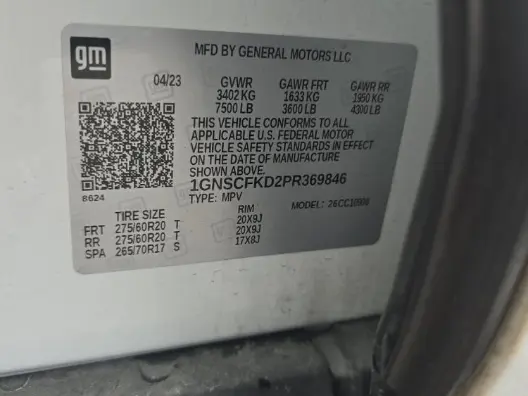 gm
MFD BY GENERAL MOTORS LLC
04/23 GVWR GAWR FRT GAWR RR
3402 KG 1633 KG 1950 KG
7500 LB 3600 LB 4300 LB
THIS VEHICLE CONFORMS TO ALL
APPLICABLE U.S. FEDERAL MOTOR
VEHICLE SAFETY STANDARDS IN EFFECT
ON THE DATE OF MANUFACTURE
SHOWN ABOVE.
1GNSCFKD2PR369846
8624
TYPE: MPV MODEL:
TIRE SIZE RIM
FRT 275/60R20 T 20X9J
RR 275/60R20 T 20X9J
SPA 265/70R17 S 17X8J